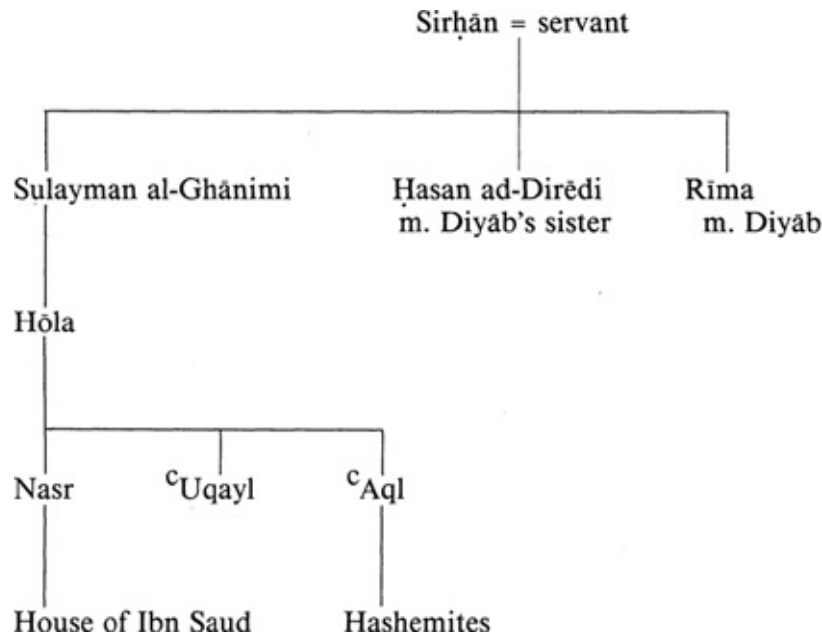 Sirḥān = servant
Sulayman al-Ghānimi
Ḥasan ad-Dirēdi
m. Diyāb's sister
Rīma
m. Diyāb
Hōla
Nasr
ᶜUqayl
ᶜAql
House of Ibn Saud
Hashemites